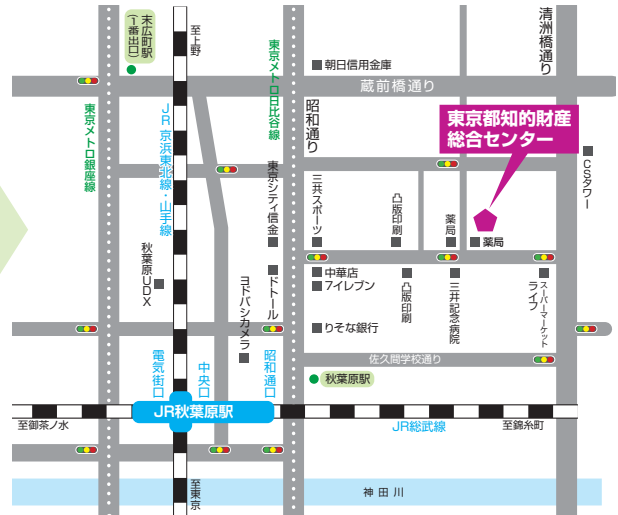 末広町駅
(1番出口)
至上野
東京メトロ日比谷線
清洲橋通り
朝日信用金庫
蔵前橋通り
東京メトロ銀座線
JR 京浜東北線・山手線
昭和通り
東京都知的財産
総合センター
CSタワー
東京シティ信金
三共スポーツ
凸版印刷
薬局
薬局
秋葉原UDX
ヨドバシカメラ
ドトール
中華店
7イレブン
凸版印刷
三井記念病院
スーパーマーケット
ライフ
りそな銀行
佐久間学校通り
電気街口
中央口
昭和通口
秋葉原駅
JR秋葉原駅
至御茶ノ水
JR総武線
至錦糸町
至東京
神田川